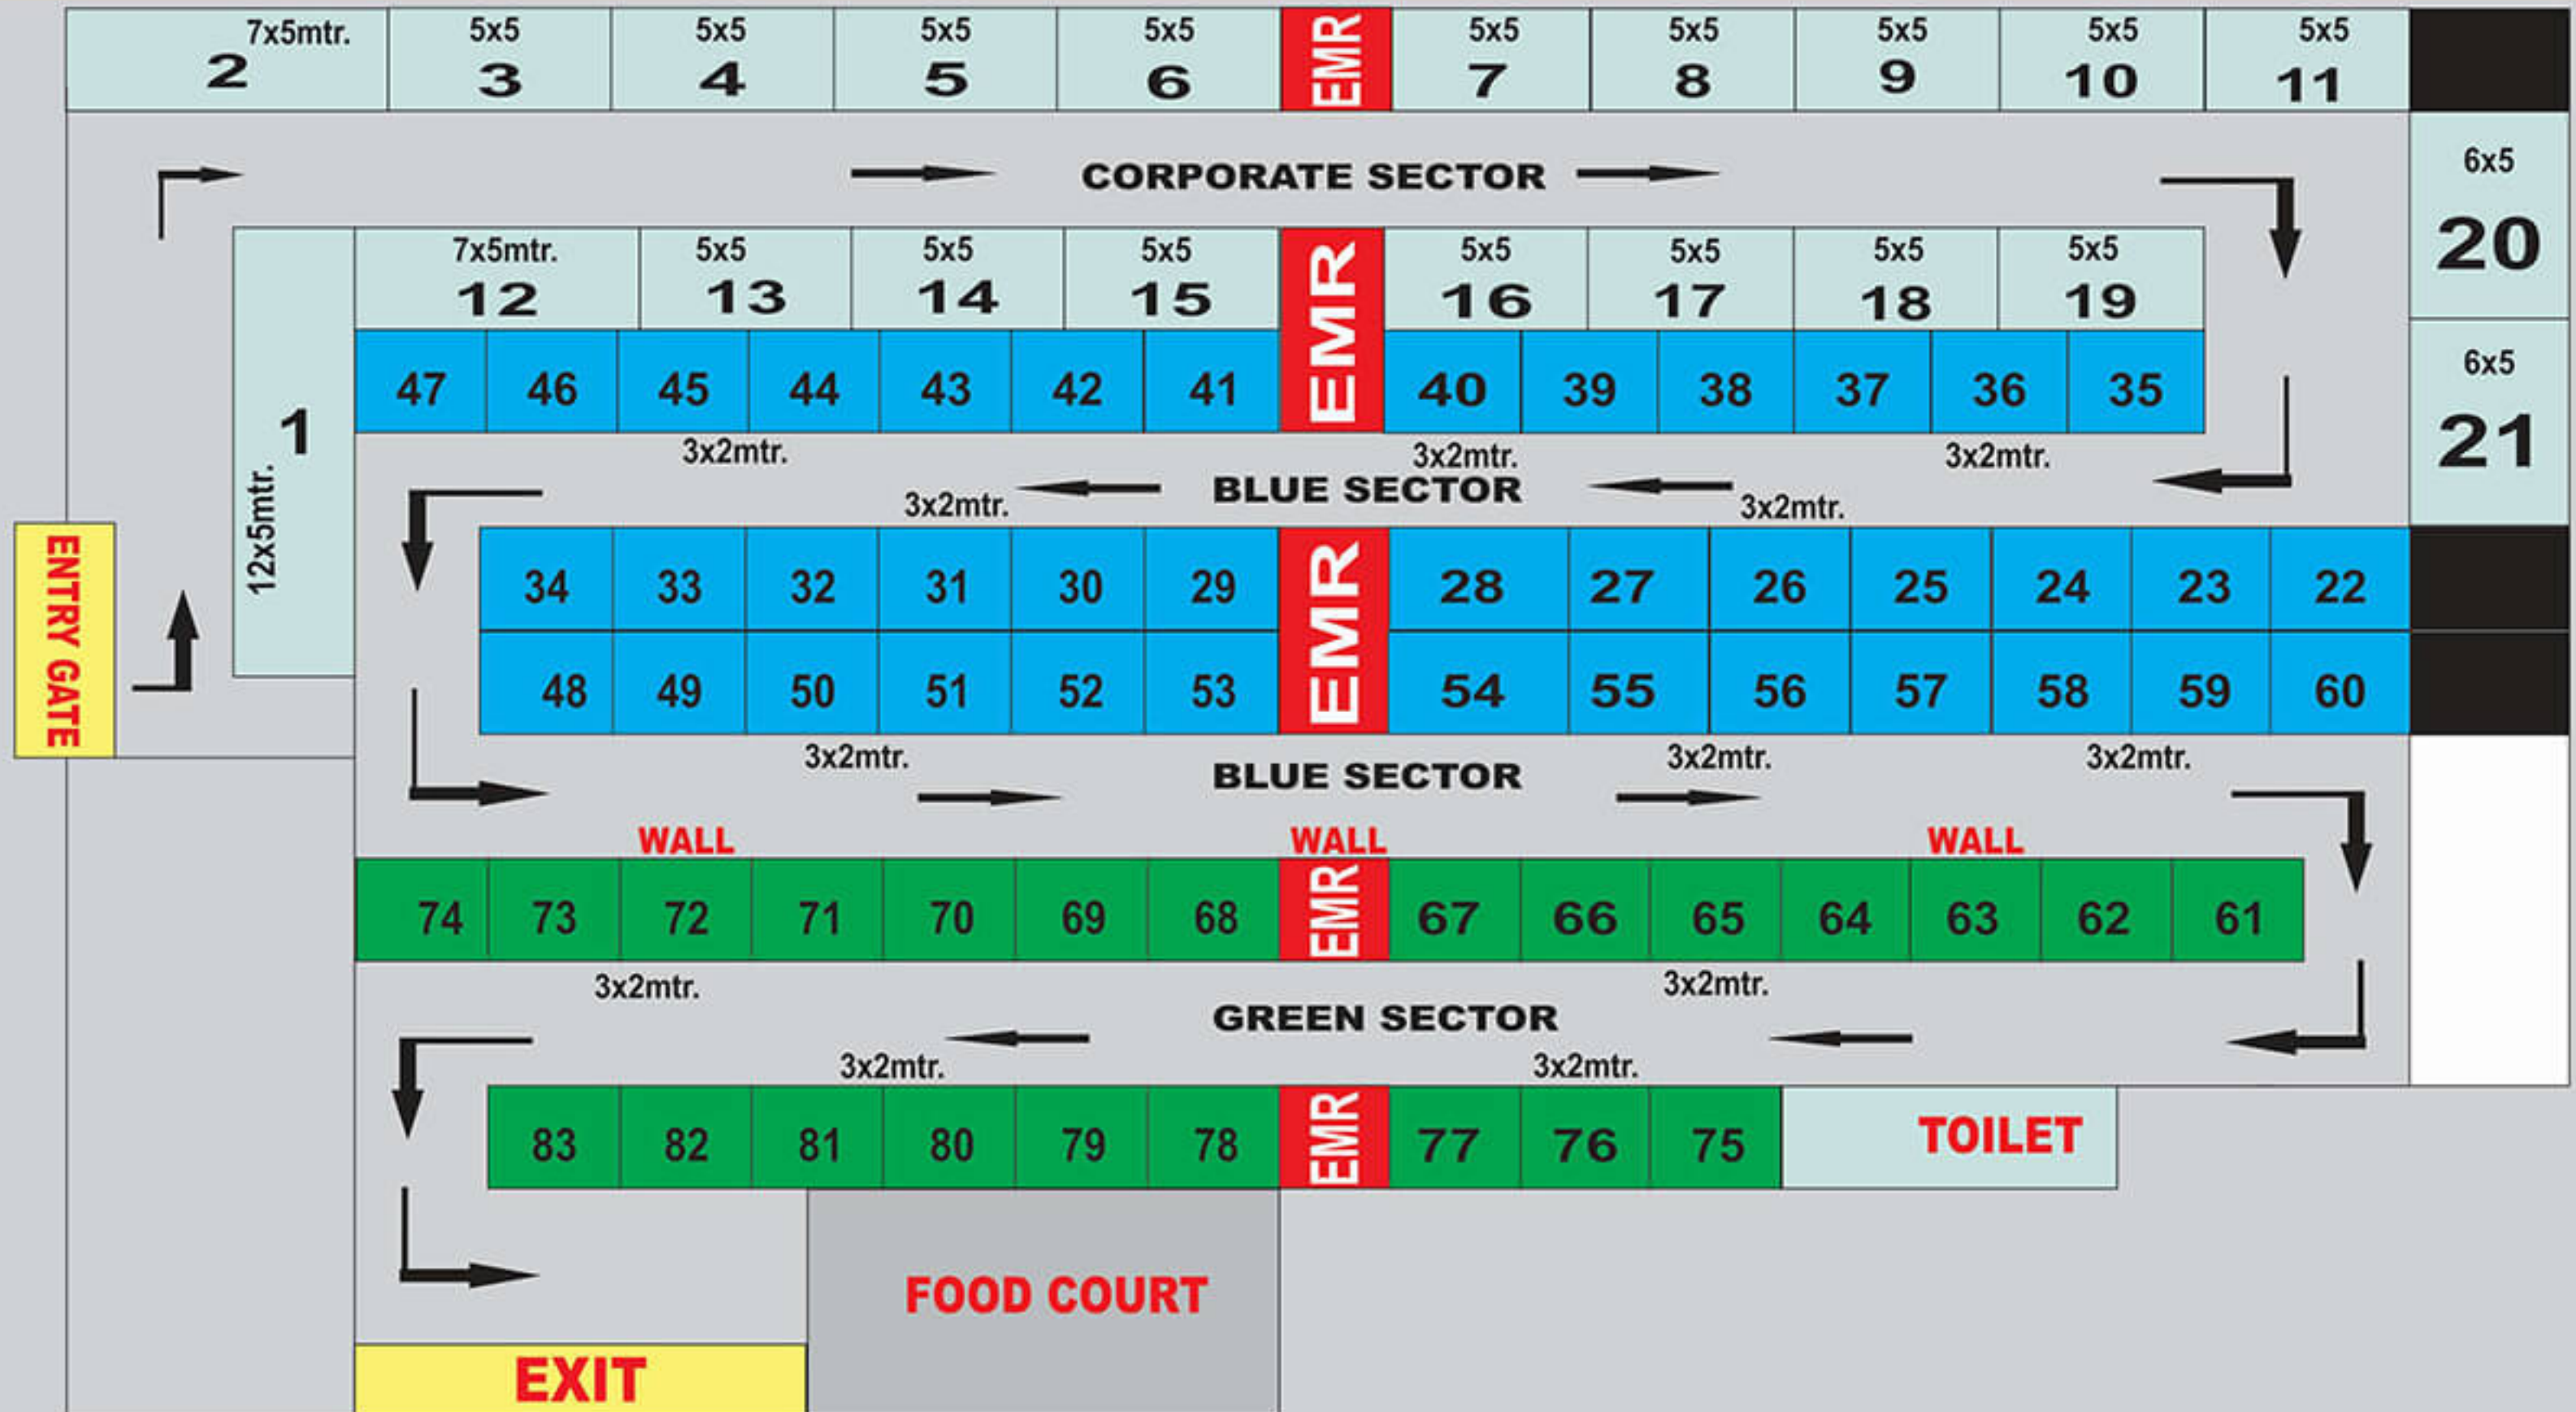 7x5mtr. 5x5 5x5 5x5 5x5 EMR 5x5 5x5 5x5 5x5 5x5
2 3 4 5 6 7 8 9 10 11
CORPORATE SECTOR
6x5
20
7x5mtr. 5x5 5x5 5x5 EMR 5x5 5x5 5x5 5x5
12 13 14 15 16 17 18 19
1
12x5mtr.
47 46 45 44 43 42 41 40 39 38 37 36 35
6x5
21
3x2mtr. 3x2mtr. 3x2mtr.
BLUE SECTOR
3x2mtr. 3x2mtr.
ENTRY GATE
34 33 32 31 30 29 EMR 28 27 26 25 24 23 22
48 49 50 51 52 53 54 55 56 57 58 59 60
3x2mtr. 3x2mtr. 3x2mtr.
BLUE SECTOR
WALL WALL WALL
74 73 72 71 70 69 68 EMR 67 66 65 64 63 62 61
3x2mtr. 3x2mtr.
GREEN SECTOR
3x2mtr. 3x2mtr.
83 82 81 80 79 78 EMR 77 76 75 TOILET
FOOD COURT
EXIT